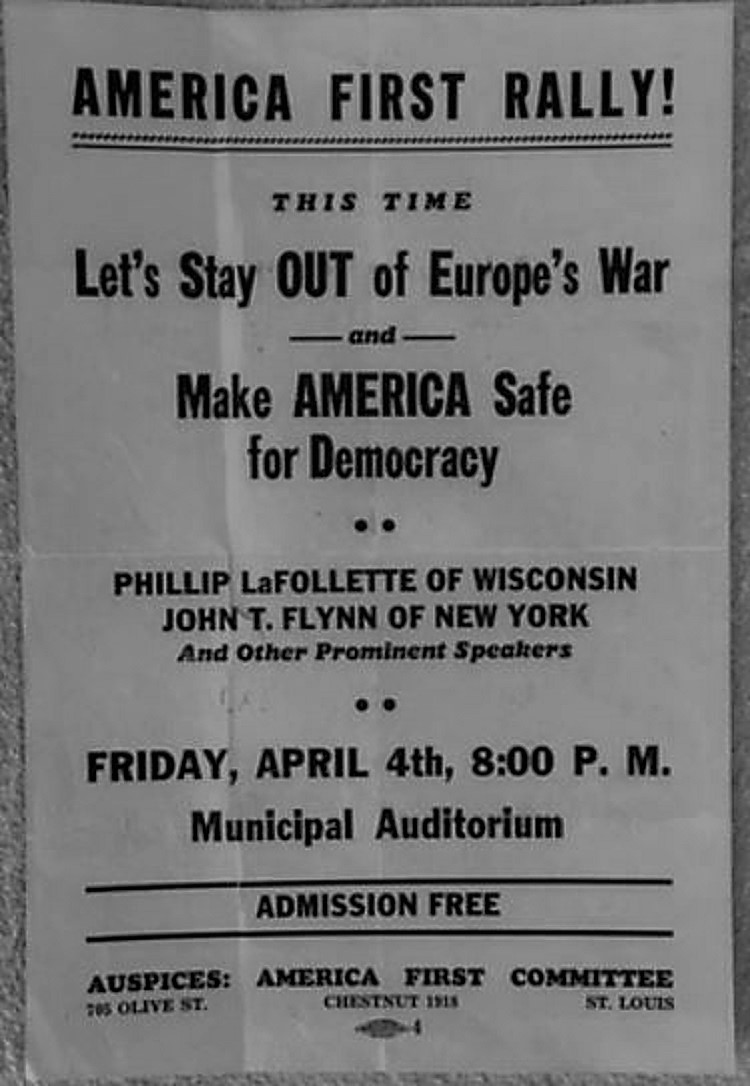 AMERICA FIRST RALLY!
THIS TIME
Let's Stay OUT of Europe's War
and
Make AMERICA Safe
for Democracy
PHILLIP LaFOLLETTE OF WISCONSIN
JOHN T. FLYNN OF NEW YORK
And Other Prominent Speakers
FRIDAY, APRIL 4th, 8:00 P. M.
Municipal Auditorium
ADMISSION FREE
AUSPICES: AMERICA FIRST COMMITTEE
705 OLIVE ST. CHESTNUT 1918 ST. LOUIS
4